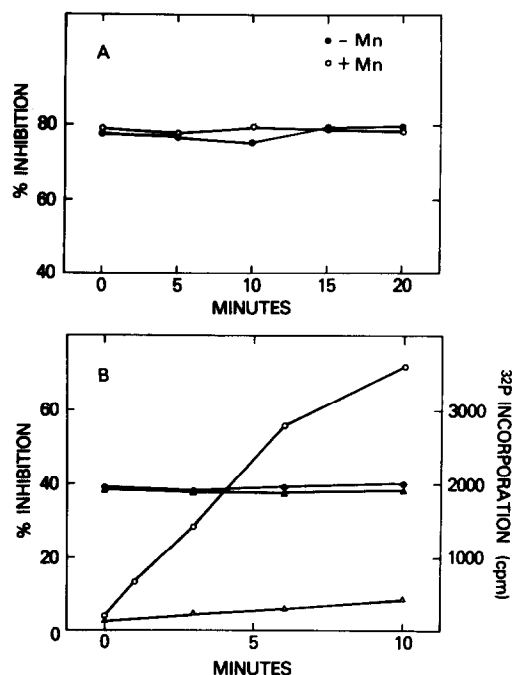 A
● – Mn
○ + Mn
% INHIBITION
80
60
40
0
5
10
15
20
MINUTES
B
% INHIBITION
60
40
20
0
3000
2000
1000
32P INCORPORATION (cpm)
0
5
10
MINUTES